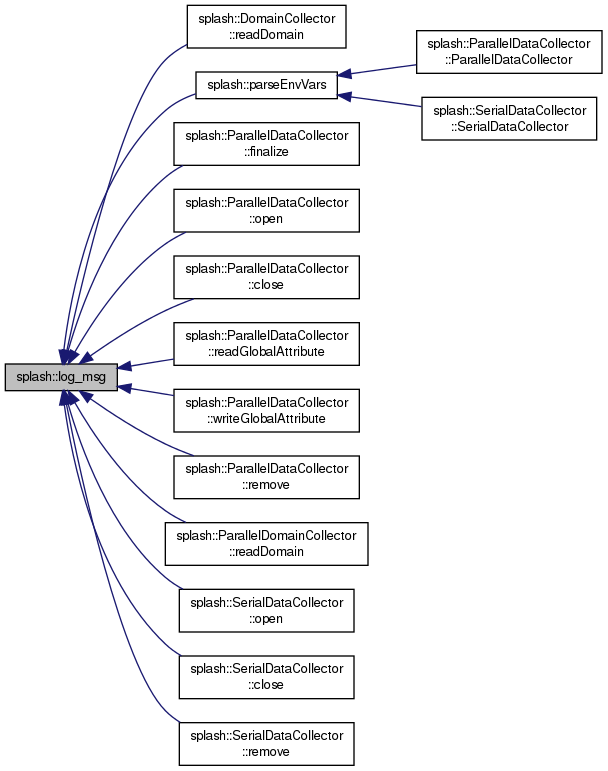 splash::DomainCollector
::readDomain
splash::parseEnvVars
splash::ParallelDataCollector
::ParallelDataCollector
splash::SerialDataCollector
::SerialDataCollector
splash::ParallelDataCollector
::finalize
splash::ParallelDataCollector
::open
splash::ParallelDataCollector
::close
splash::ParallelDataCollector
::readGlobalAttribute
splash::log_msg
splash::ParallelDataCollector
::writeGlobalAttribute
splash::ParallelDataCollector
::remove
splash::ParallelDomainCollector
::readDomain
splash::SerialDataCollector
::open
splash::SerialDataCollector
::close
splash::SerialDataCollector
::remove